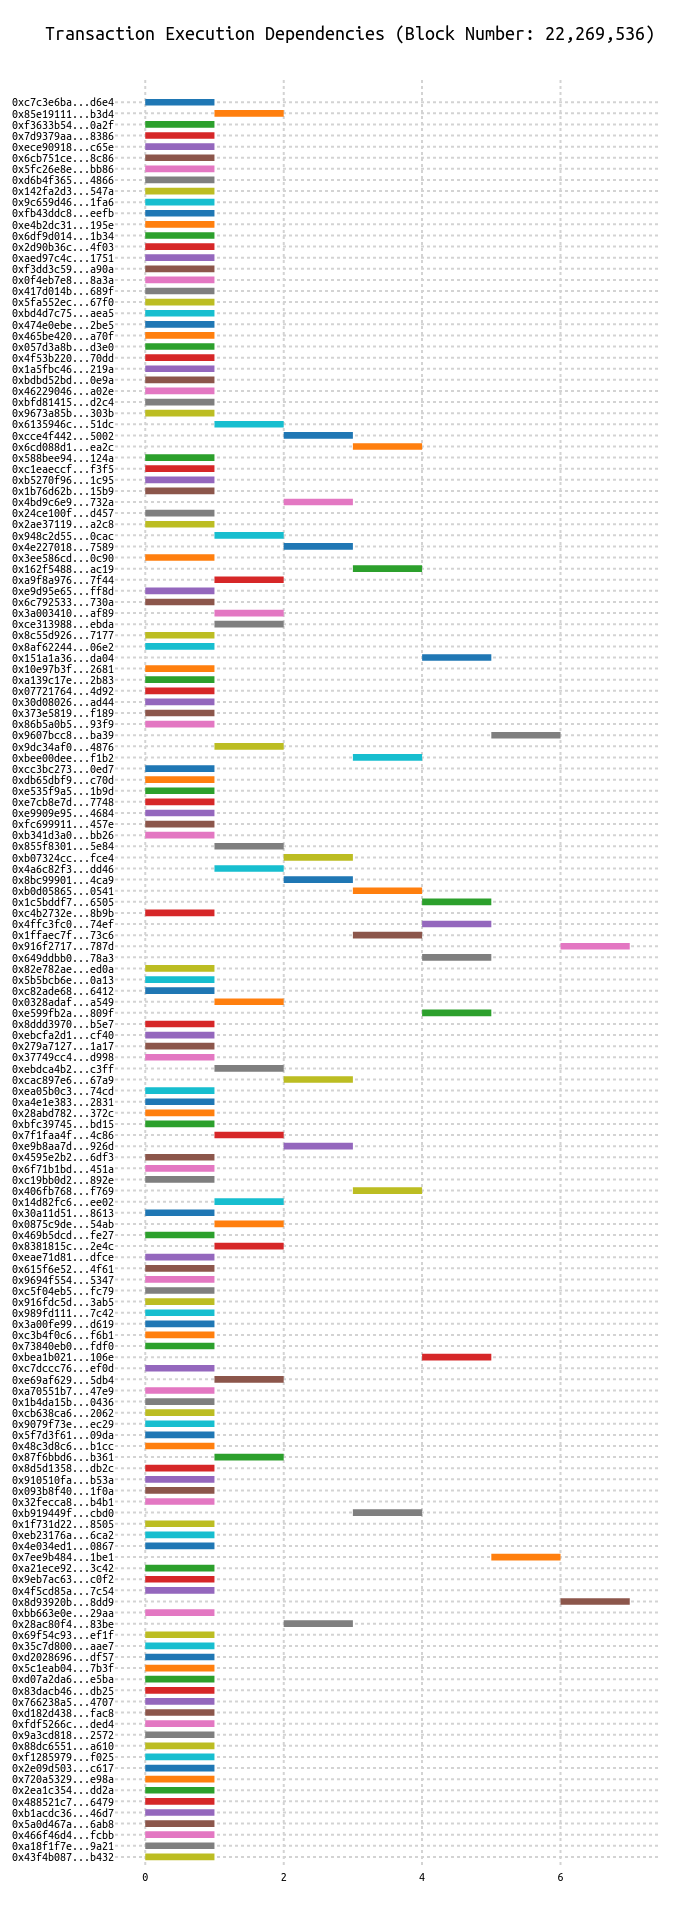 Transaction Execution Dependencies (Block Number: 22,269,536)
0xc7c3e6ba...d6e4
0x85e19111...b3d4
0xf3633b54...0a2f
0x7d9379aa...8386
0xece90918...c65e
0x6cb751ce...8c86
0x5fc26e8e...bb86
0xd6b4f365...4866
0x142fa2d3...547a
0x9c659d46...1fa6
0xfb43ddc8...eefb
0xe4b2dc31...195e
0x6df9d014...1b34
0x2d90b36c...4f03
0xaed97c4c...1751
0xf3dd3c59...a90a
0x0f4eb7e8...8a3a
0x417d014b...689f
0x5fa552ec...67f0
0xbd4d7c75...aea5
0x474e0ebe...2be5
0x465be420...a70f
0x057d3a8b...d3e0
0x4f53b220...70dd
0x1a5fbc46...219a
0xbdbd52bd...0e9a
0x46229046...a02e
0xbfd81415...d2c4
0x9673a85b...303b
0x6135946c...51dc
0xcce4f442...5002
0x6cd088d1...ea2c
0x588bee94...124a
0xc1eaeccf...f3f5
0xb5270f96...1c95
0x1b76d62b...15b9
0x4bd9c6e9...732a
0x24ce100f...d457
0x2ae37119...a2c8
0x948c2d55...0cac
0x4e227018...7589
0x3ee586cd...0c90
0x162f5488...ac19
0xa9f8a976...7f44
0xe9d95e65...ff8d
0x6c792533...730a
0x3a003410...af89
0xce313988...ebda
0x8c55d926...7177
0x8af62244...06e2
0x151a1a36...da04
0x10e97b3f...2681
0xa139c17e...2b83
0x07721764...4d92
0x30d08026...ad44
0x373e5819...f189
0x86b5a0b5...93f9
0x9607bcc8...ba39
0x9dc34af0...4876
0xbee00dee...f1b2
0xcc3bc273...0ed7
0xdb65dbf9...c70d
0xe535f9a5...1b9d
0xe7cb8e7d...7748
0xe9909e95...4684
0xfc699911...457e
0xb341d3a0...bb26
0x855f8301...5e84
0xb07324cc...fce4
0x4a6c82f3...dd46
0x8bc99901...4ca9
0xb0d05865...0541
0x1c5bddf7...6505
0xc4b2732e...8b9b
0x4ffc3fc0...74ef
0x1ffaec7f...73c6
0x916f2717...787d
0x649ddbb0...78a3
0x82e782ae...ed0a
0x5b5bcb6e...0a13
0xc82ade68...6412
0x0328adaf...a549
0xe599fb2a...809f
0x8ddd3970...b5e7
0xebcfa2d1...cf40
0x279a7127...1a17
0x37749cc4...d998
0xebdca4b2...c3ff
0xcac897e6...67a9
0xea05b0c3...74cd
0xa4e1e383...2831
0x28abd782...372c
0xbfc39745...bd15
0x7f1faa4f...4c86
0xe9b8aa7d...926d
0x4595e2b2...6df3
0x6f71b1bd...451a
0xc19bb0d2...892e
0x406fb768...f769
0x14d82fc6...ee02
0x30a11d51...8613
0x0875c9de...54ab
0x469b5dcd...fe27
0x8381815c...2e4c
0xeae71d81...dfce
0x615f6e52...4f61
0x9694f554...5347
0xc5f04eb5...fc79
0x916fdc5d...3ab5
0x989fd111...7c42
0x3a00fe99...d619
0xc3b4f0c6...f6b1
0x73840eb0...fdf0
0xbea1b021...106e
0xc7dccc76...ef0d
0xe69af629...5db4
0xa70551b7...47e9
0x1b4da15b...0436
0xcb638ca6...2062
0x9079f73e...ec29
0x5f7d3f61...09da
0x48c3d8c6...b1cc
0x87f6bbd6...b361
0x8d5d1358...db2c
0x910510fa...b53a
0x093b8f40...1f0a
0x32fecca8...b4b1
0xb919449f...cbd0
0x1f731d22...8505
0xeb23176a...6ca2
0x4e034ed1...0867
0x7ee9b484...1be1
0xa21ece92...3c42
0x9eb7ac63...c0f2
0x4f5cd85a...7c54
0x8d93920b...8dd9
0xbb663e0e...29aa
0x28ac80f4...83be
0x69f54c93...ef1f
0x35c7d800...aae7
0xd2028696...df57
0x5c1eab04...7b3f
0xd07a2da6...e5ba
0x83dacb46...db25
0x766238a5...4707
0xd182d438...fac8
0xfdf5266c...ded4
0x9a3cd818...2572
0x88dc6551...a610
0xf1285979...f025
0x2e09d503...c617
0x720a5329...e98a
0x2ea1c354...dd2a
0x488521c7...6479
0xb1acdc36...46d7
0x5a0d467a...6ab8
0x466f46d4...fcbb
0xa18f1f7e...9a21
0x43f4b087...b432
0 2 4 6